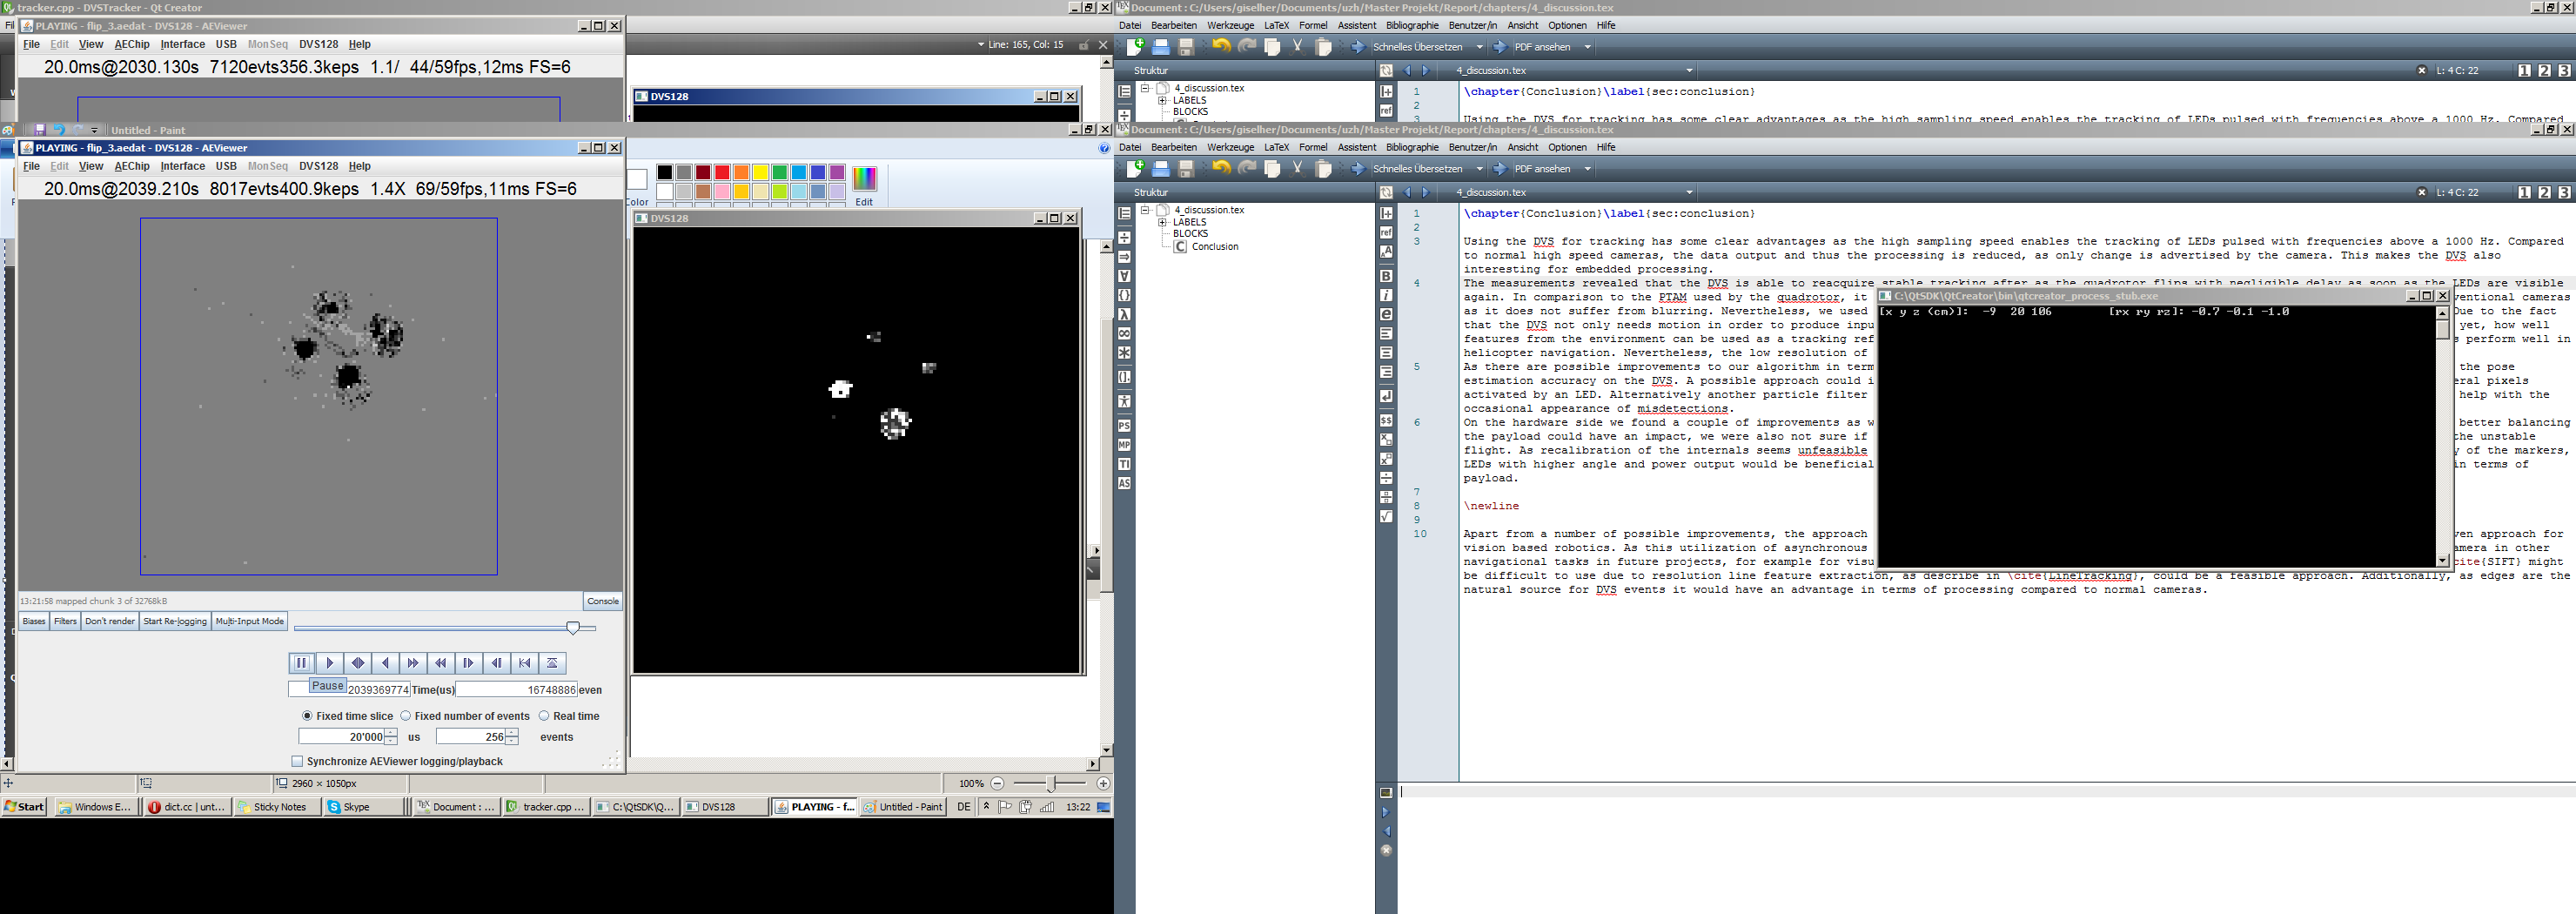 tracker.cpp - DVSTracker - Qt Creator
PLAYING - flip_3.aedat - DVS128 - AEViewer
File Edit View AEChip Interface USB MonSeq DVS128 Help
20.0ms@2030.130s 7120evts356.3keps 1.1/ 44/59fps,12ms FS=6
Line: 165, Col: 15
DVS128
Untitled - Paint
PLAYING - flip_3.aedat - DVS128 - AEViewer
File Edit View AEChip Interface USB MonSeq DVS128 Help
20.0ms@2039.210s 8017evts400.9keps 1.4X 69/59fps,11ms FS=6
Color
Edit
DVS128
13:21:58 mapped chunk 3 of 32768kB
Console
Biases Filters Don't render Start Re-logging Multi-Input Mode
Pause 2039369774 Time(us) 16748886 even
Fixed time slice Fixed number of events Real time
20'000 us 256 events
Synchronize AEViewer logging/playback
2960 × 1050px
100%
Start Windows E... dict.cc | unt... Sticky Notes Skype Document : ... tracker.cpp ... C:\QtSDK\Q... DVS128 PLAYING - f... Untitled - Paint DE 13:22
Document : C:/Users/giselher/Documents/uzh/Master Projekt/Report/chapters/4_discussion.tex
Datei Bearbeiten Werkzeuge LaTeX Formel Assistent Bibliographie Benutzer/in Ansicht Optionen Hilfe
Schnelles Übersetzen PDF ansehen
Struktur 4_discussion.tex L: 4 C: 22 1 2 3
4_discussion.tex
LABELS
BLOCKS
1 \chapter{Conclusion}\label{sec:conclusion}
2
3 Using the DVS for tracking has some clear advantages as the high sampling speed enables the tracking of LEDs pulsed with frequencies above a 1000 Hz. Compared
Document : C:/Users/giselher/Documents/uzh/Master Projekt/Report/chapters/4_discussion.tex
Datei Bearbeiten Werkzeuge LaTeX Formel Assistent Bibliographie Benutzer/in Ansicht Optionen Hilfe
Schnelles Übersetzen PDF ansehen
Struktur 4_discussion.tex L: 4 C: 22 1 2 3
4_discussion.tex
LABELS
BLOCKS
Conclusion
1 \chapter{Conclusion}\label{sec:conclusion}
2
3 Using the DVS for tracking has some clear advantages as the high sampling speed enables the tracking of LEDs pulsed with frequencies above a 1000 Hz. Compared
to normal high speed cameras, the data output and thus the processing is reduced, as only change is advertised by the camera. This makes the DVS also
interesting for embedded processing.
4 The measurements revealed that the DVS is able to reacquire stable tracking after as the quadrotor flips with negligible delay as soon as the LEDs are visible
again. In comparison to the PTAM used by the quadrotor, it ventional cameras
as it does not suffer from blurring. Nevertheless, we used Due to the fact
that the DVS not only needs motion in order to produce inpu yet, how well
features from the environment can be used as a tracking ref s perform well in
helicopter navigation. Nevertheless, the low resolution of
5 As there are possible improvements to our algorithm in term the pose
estimation accuracy on the DVS. A possible approach could i eral pixels
activated by an LED. Alternatively another particle filter help with the
occasional appearance of misdetections.
6 On the hardware side we found a couple of improvements as w better balancing
the payload could have an impact, we were also not sure if the unstable
flight. As recalibration of the internals seems unfeasible y of the markers,
LEDs with higher angle and power output would be beneficial in terms of
payload.
7
8 \newline
9
10 Apart from a number of possible improvements, the approach ven approach for
vision based robotics. As this utilization of asynchronous amera in other
navigational tasks in future projects, for example for visu cite{SIFT} might
be difficult to use due to resolution line feature extraction, as describe in \cite{LineTracking}, could be a feasible approach. Additionally, as edges are the
natural source for DVS events it would have an advantage in terms of processing compared to normal cameras.
C:\QtSDK\QtCreator\bin\qtcreator_process_stub.exe
[x y z (cm)]: -9 20 106 [rx ry rz]: -0.7 -0.1 -1.0